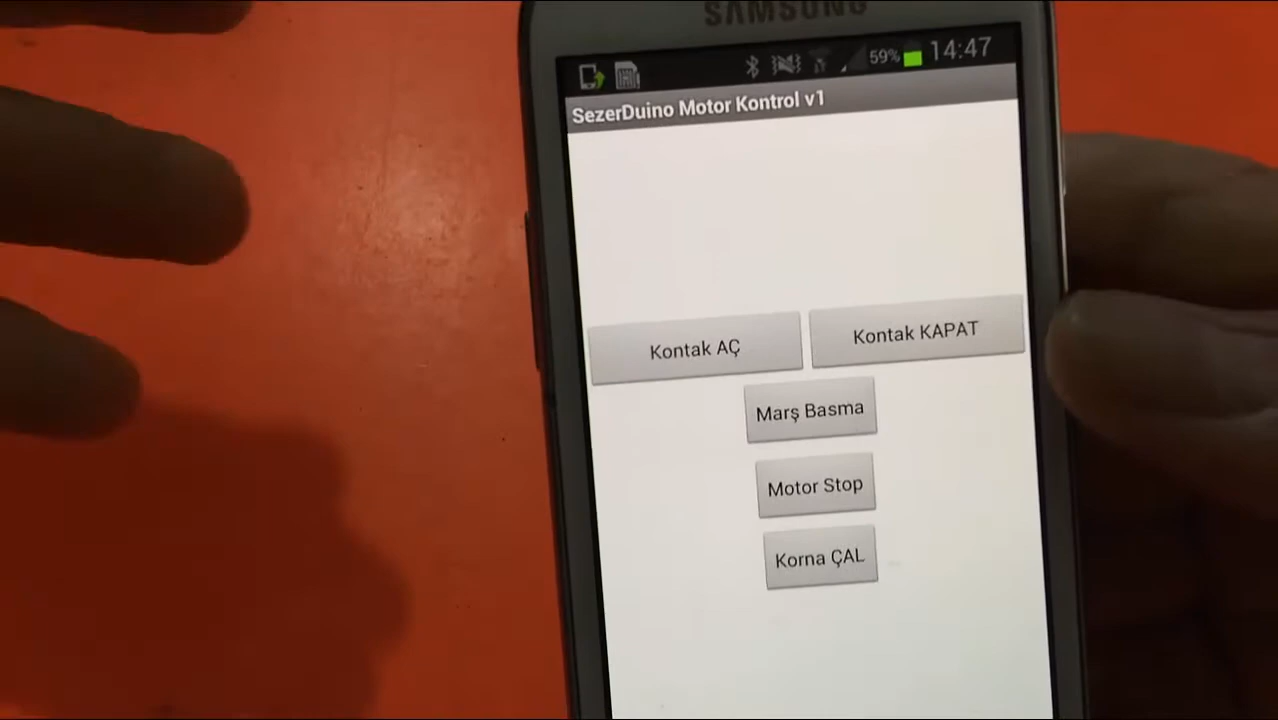 SAMSUNG
59% 14:47
SezerDuino Motor Kontrol v1
Kontak AÇ Kontak KAPAT
Marş Basma
Motor Stop
Korna ÇAL